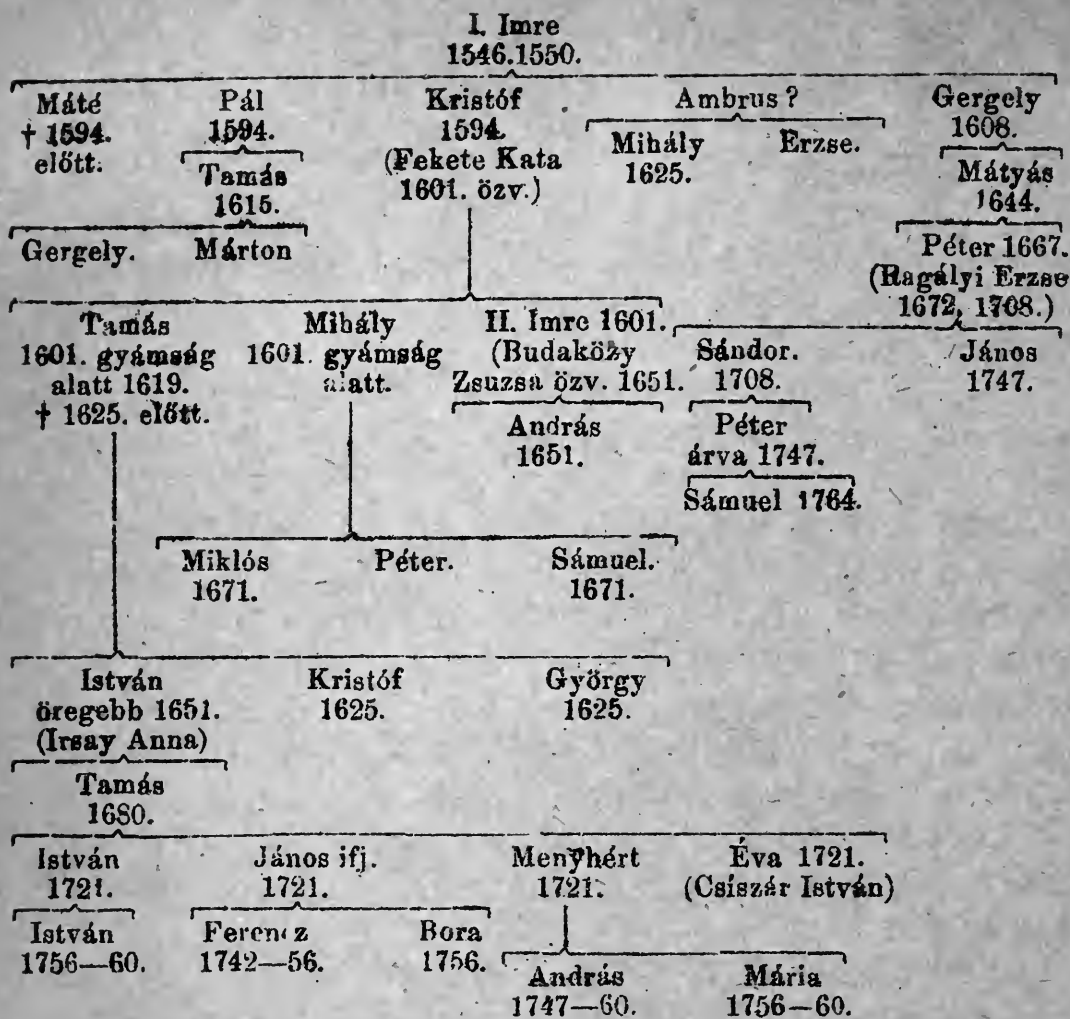 I. Imre
1546.1550.
Máté Pál Kristóf Ambrus? Gergely
† 1594. 1594. 1594. Mihály Erzse. 1608.
előtt. Tamás (Fekete Kata 1625. Mátyás
1615. 1601. özv.) 1644.
Gergely. Márton Péter 1667.
(Ragályi Erzse
1672, 1708.)
Tamás Mihály II. Imre 1601. Sándor. János
1601. gyámság 1601. gyámság (Budaközy 1708. 1747.
alatt 1619. alatt. Zsuzsa özv. 1651. Péter
† 1625. előtt. András árva 1747.
1651. Sámuel 1764.
Miklós Péter. Sámuel.
1671. 1671.
István Kristóf György
öregebb 1651. 1625. 1625.
(Irsay Anna)
Tamás
1680.
István János ifj. Menyhért Éva 1721.
1721. 1721. 1721. (Csiszár István)
István Ferencz Bora
1756—60. 1742—56. 1756.
András Mária
1747—60. 1756—60.